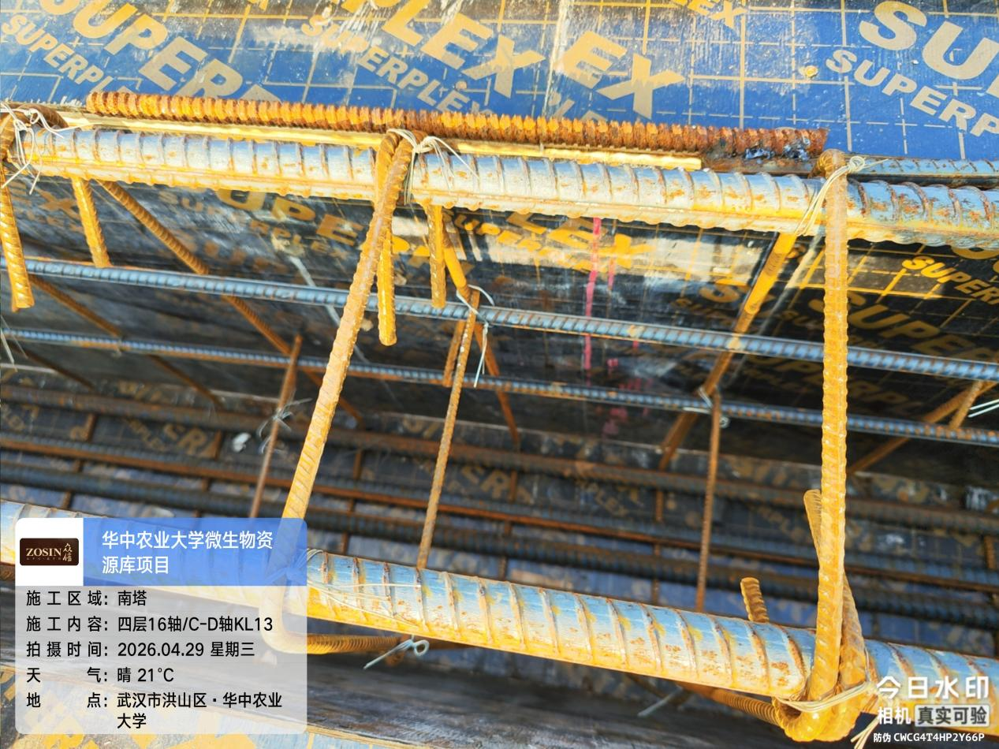 SUPERPLEX
SUPERPLEX
SUPERPLEX
SUPERPLEX
ZOSIN 众信
华中农业大学微生物资
源库项目
施工区域：南塔
施工内容：四层16轴/C-D轴KL13
拍摄时间：2026.04.29 星期三
天气：晴 21℃
地点：武汉市洪山区·华中农业
大学
今日水印
相机 真实可验
防伪 CWCG4T4HP2Y66P